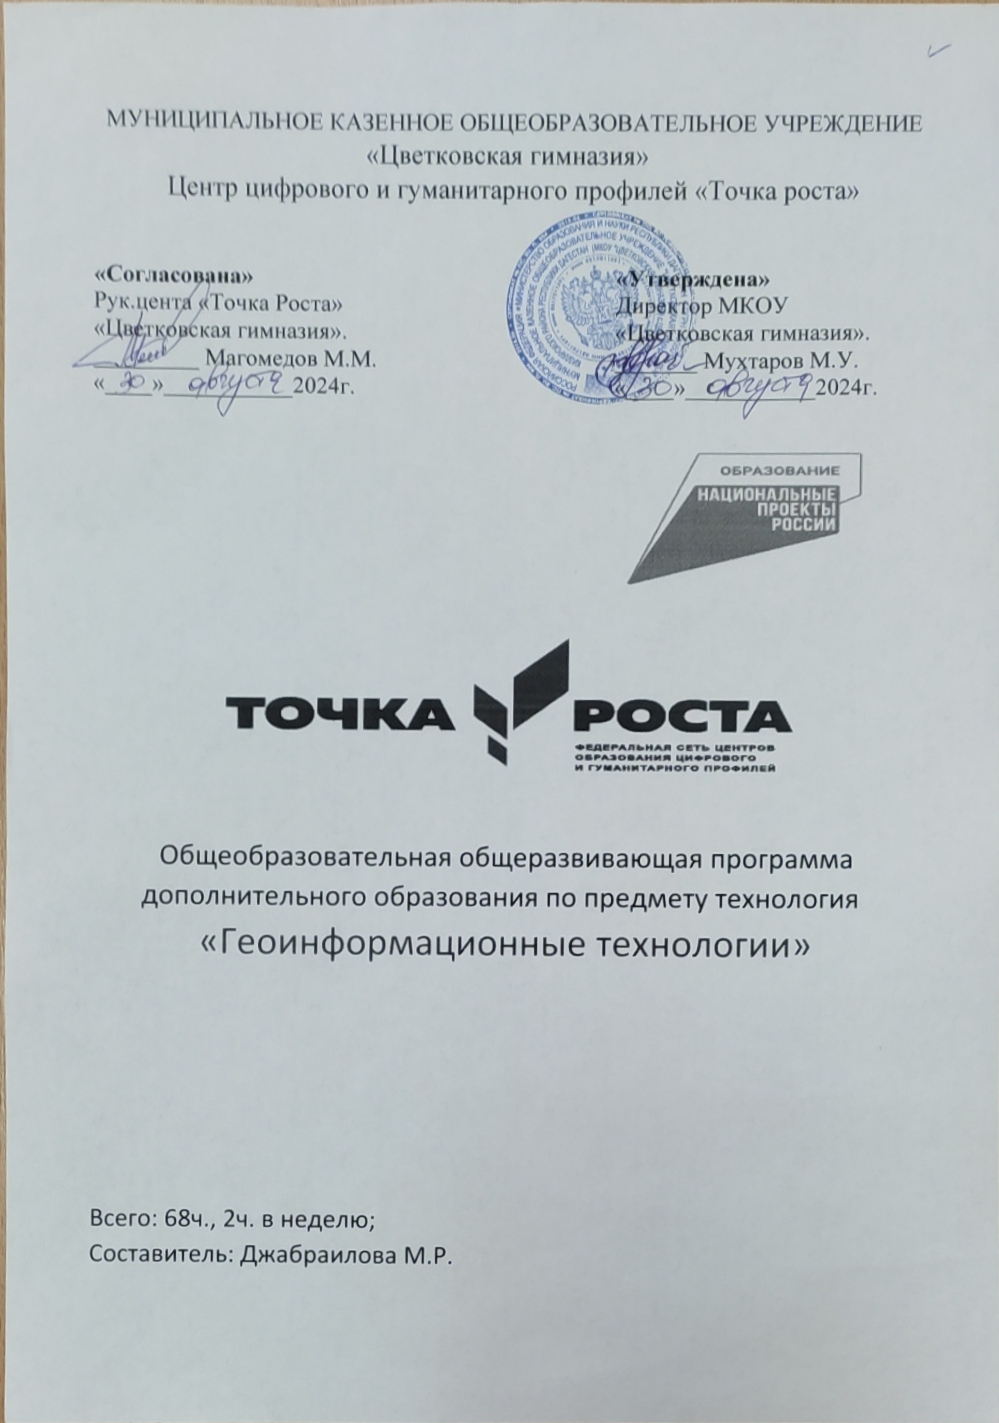 МУНИЦИПАЛЬНОЕ КАЗЕННОЕ ОБЩЕОБРАЗОВАТЕЛЬНОЕ УЧРЕЖДЕНИЕ
«Цветковская гимназия»
Центр цифрового и гуманитарного профилей «Точка роста»
«Согласована»
Рук.цента «Точка Роста»
«Цветковская гимназия».
Магомедов М.М.
«30» августа 2024г.
«Утверждена»
Директор МКОУ
«Цветковская гимназия».
Мухтаров М.У.
«30» августа 2024г.
ОБРАЗОВАНИЕ
НАЦИОНАЛЬНЫЕ
ПРОЕКТЫ
РОССИИ
ТОЧКА РОСТА
ФЕДЕРАЛЬНАЯ СЕТЬ ЦЕНТРОВ
ОБРАЗОВАНИЯ ЦИФРОВОГО
И ГУМАНИТАРНОГО ПРОФИЛЕЙ
Общеобразовательная общеразвивающая программа
дополнительного образования по предмету технология
«Геоинформационные технологии»
Всего: 68ч., 2ч. в неделю;
Составитель: Джабраилова М.Р.